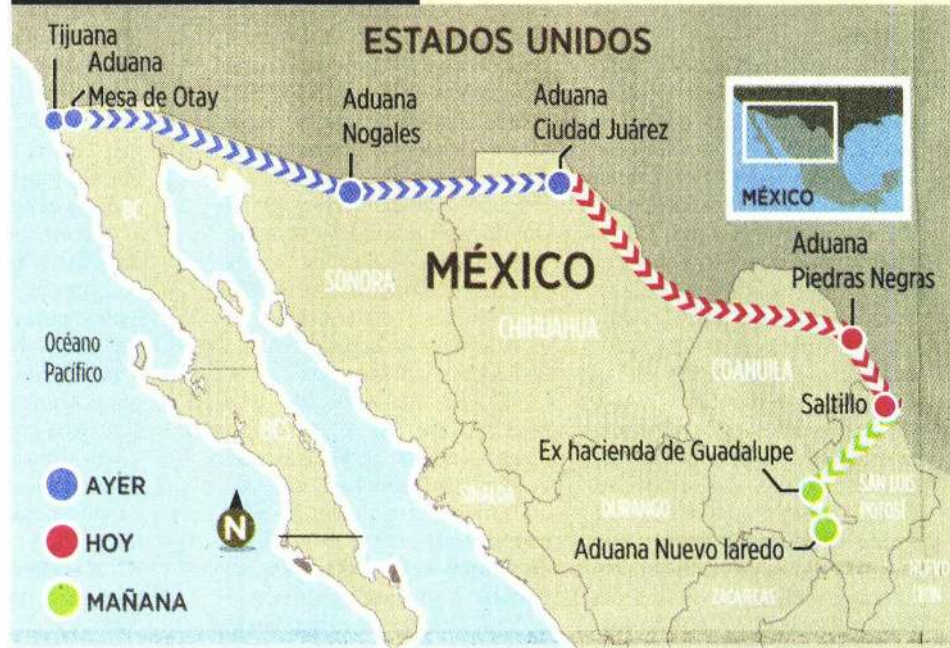 ESTADOS UNIDOS
Tijuana
Aduana
Mesa de Otay
Aduana
Nogales
Aduana
Ciudad Juárez
MÉXICO
Aduana
Piedras Negras
BC
SONORA
MÉXICO
CHIHUAHUA
COAHUILA
Océano
Pacífico
Saltillo
BCS
Ex hacienda de Guadalupe
SINALOA
DURANGO
SAN LUIS
POTOSÍ
Aduana Nuevo laredo
ZACATECAS
NUEVO
AYER
HOY
MAÑANA
N